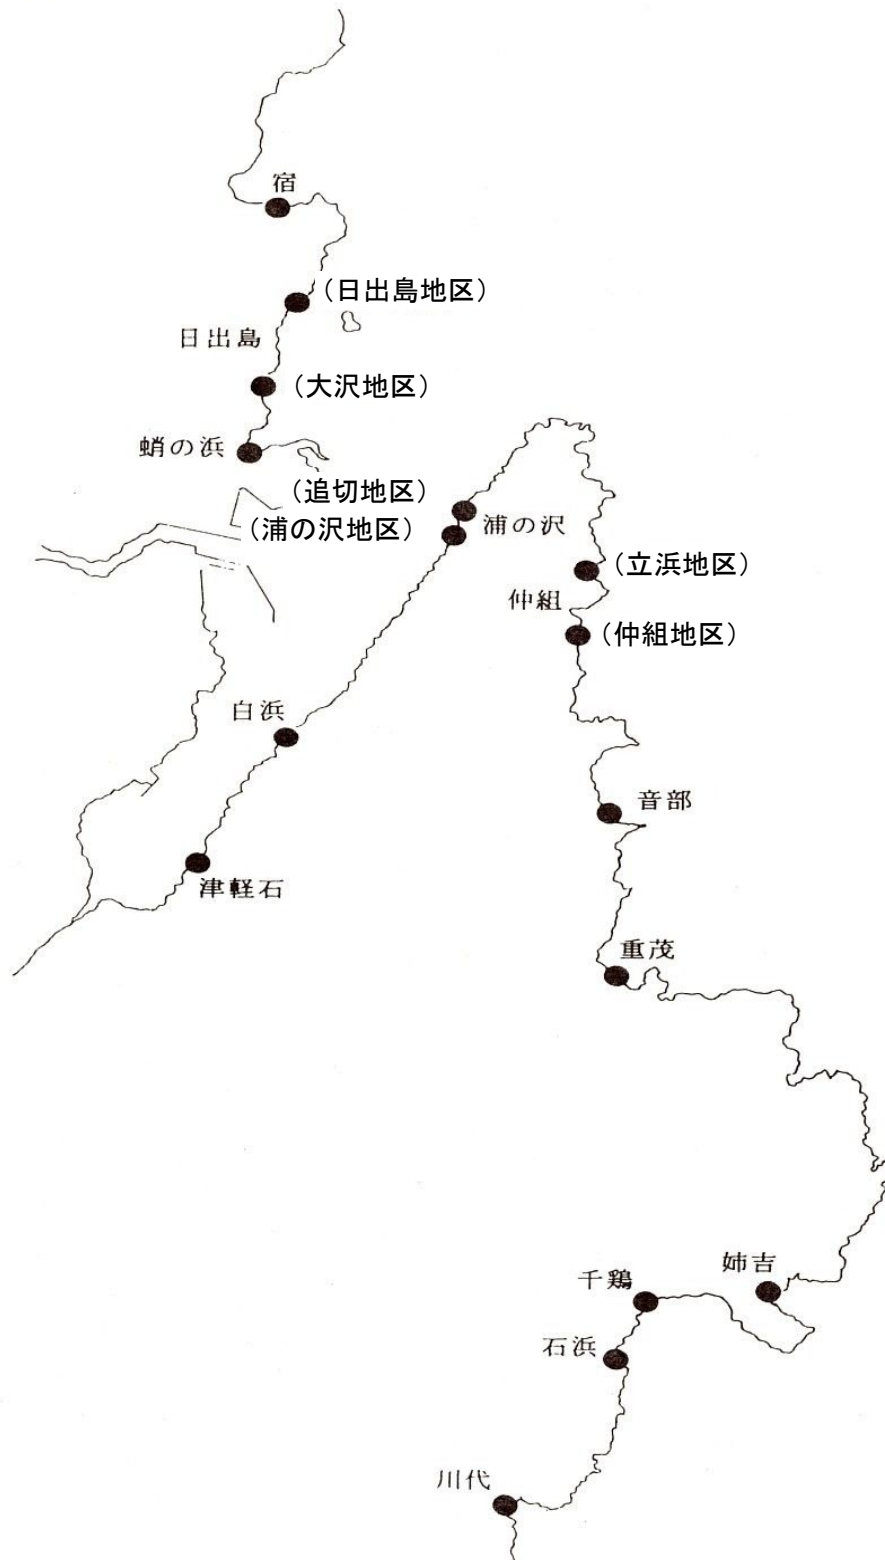 宿
（日出島地区）
日出島
（大沢地区）
蛸の浜
（追切地区）
（浦の沢地区）
浦の沢
（立浜地区）
仲組
（仲組地区）
白浜
音部
津軽石
重茂
姉吉
千鶏
石浜
川代